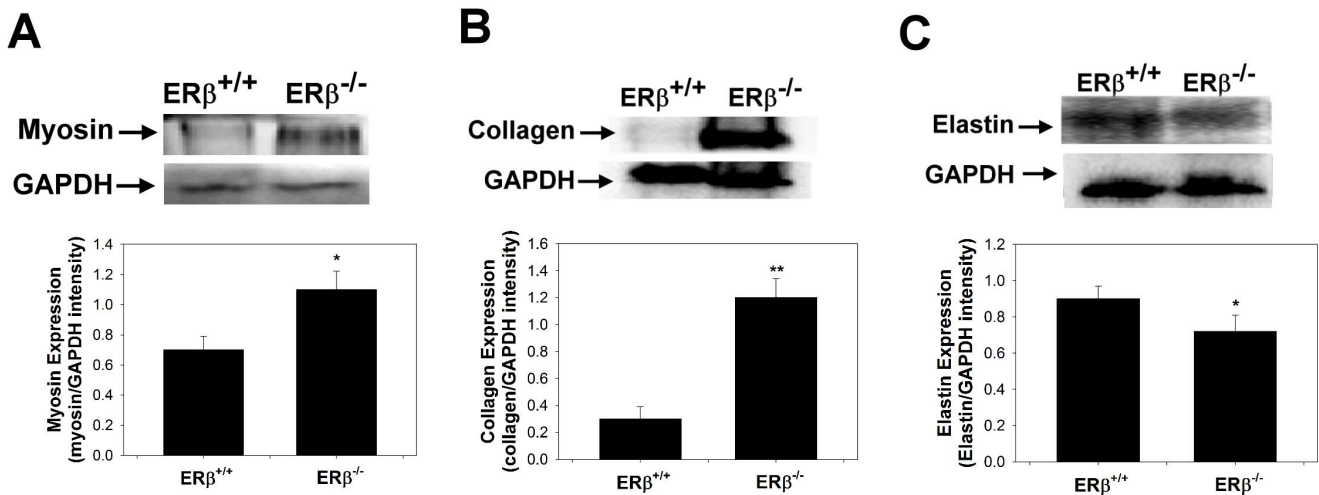 A
ERβ+/+ ERβ-/-
Myosin
GAPDH
1.4
1.2
1.0
0.8
0.6
0.4
0.2
0.0
Myosin Expression
(myosin/GAPDH intensity)
*
ERβ+/+ ERβ-/-
B
ERβ+/+ ERβ-/-
Collagen
GAPDH
1.6
1.4
1.2
1.0
0.8
0.6
0.4
0.2
0.0
Collagen Expression
(collagen/GAPDH intensity)
**
ERβ+/+ ERβ-/-
C
ERβ+/+ ERβ-/-
Elastin
GAPDH
1.2
1.0
0.8
0.6
0.4
0.2
0.0
Elastin Expression
(Elastin/GAPDH intensity)
*
ERβ+/+ ERβ-/-